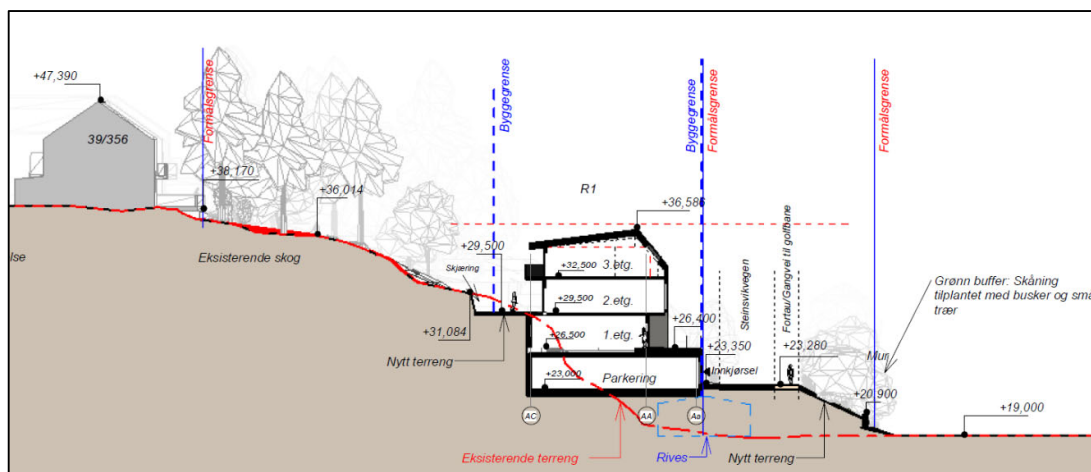 +47,390
39/356
Formålsgrense
+38,170
+36,014
Byggegrense
R1
Byggegrense
Formålsgrense
Formålsgrense
+36,586
lse
Eksisterende skog
Skjæring
+29,500
+31,084
Nytt terreng
3.etg.
+32,500
2.etg.
+29,500
1.etg.
+26,500
+26,400
Parkering
+23,000
+23,350
Innkjørsel
Steinsvikvegen
Fortau/Gangvei til golfbane
+23,280
Mur
+20,900
+19,000
Grønn buffer: Skåning
tilplantet med busker og små
trær
AC
AA
Aø
Eksisterende terreng
Rives
Nytt terreng